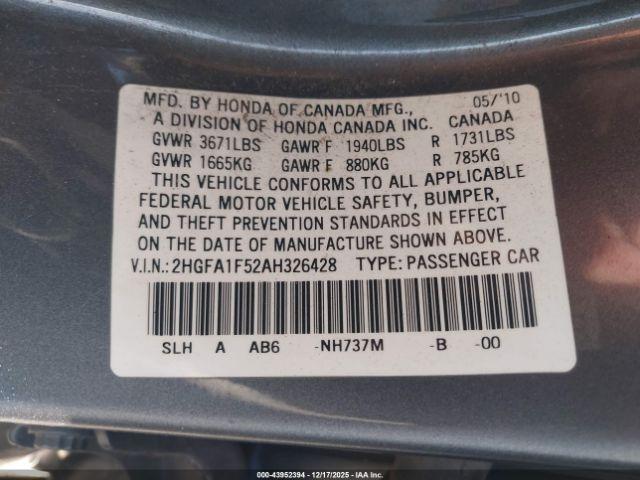 MFD. BY HONDA OF CANADA MFG., 05/'10
A DIVISION OF HONDA CANADA INC. CANADA
GVWR 3671LBS GAWR F 1940LBS R 1731LBS
GVWR 1665KG GAWR F 880KG R 785KG
THIS VEHICLE CONFORMS TO ALL APPLICABLE
FEDERAL MOTOR VEHICLE SAFETY, BUMPER,
AND THEFT PREVENTION STANDARDS IN EFFECT
ON THE DATE OF MANUFACTURE SHOWN ABOVE.
V.I.N.: 2HGFA1F52AH326428 TYPE: PASSENGER CAR
SLH A AB6 -NH737M -B -00
000-43952394 | 12/17/2025 | IAA Inc.